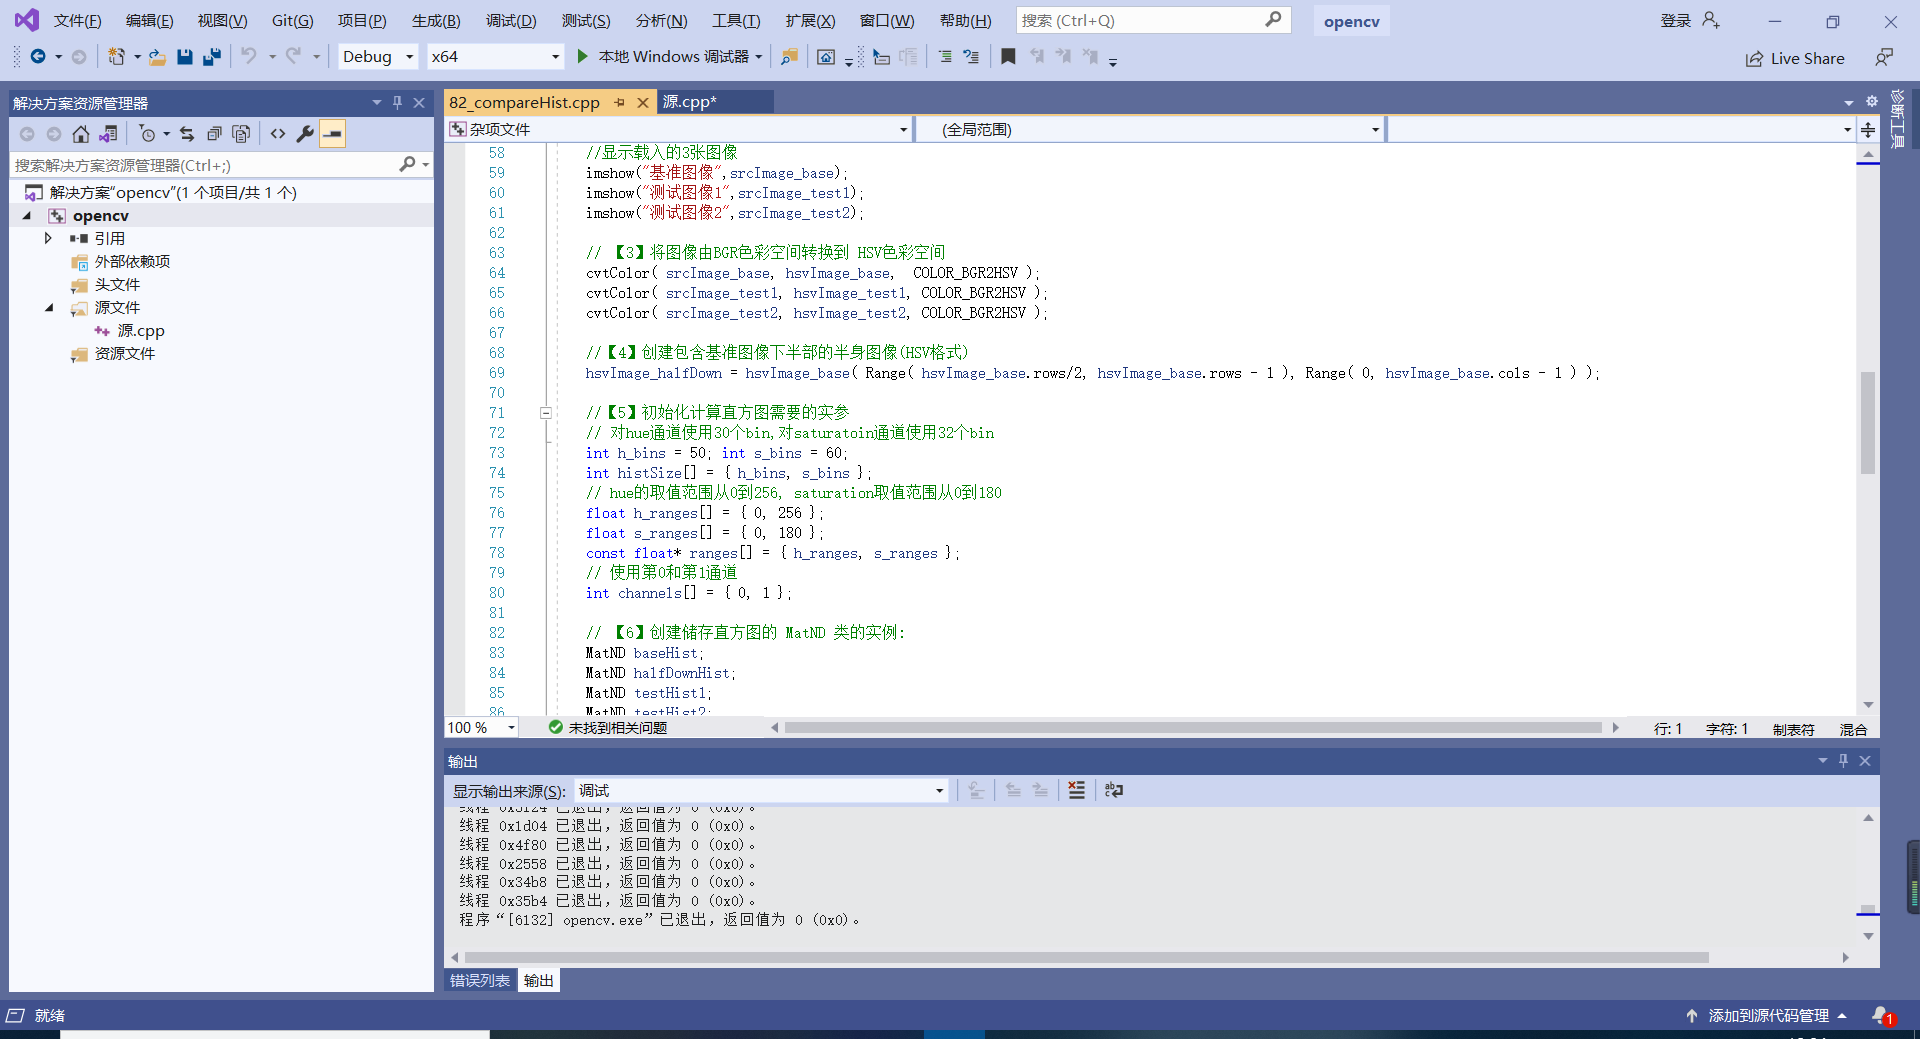 文件(F) 编辑(E) 视图(V) Git(G) 项目(P) 生成(B) 调试(D) 测试(S) 分析(N) 工具(T) 扩展(X) 窗口(W) 帮助(H) 搜索 (Ctrl+Q) opencv 登录
Debug x64 本地 Windows 调试器 Live Share
解决方案资源管理器
搜索解决方案资源管理器(Ctrl+;)
解决方案"opencv"(1 个项目/共 1 个)
opencv
引用
外部依赖项
头文件
源文件
源.cpp
资源文件
82_compareHist.cpp 源.cpp*
杂项文件 (全局范围)
58 //显示载入的3张图像
59 imshow("基准图像",srcImage_base);
60 imshow("测试图像1",srcImage_test1);
61 imshow("测试图像2",srcImage_test2);
62
63 // 【3】将图像由BGR色彩空间转换到 HSV色彩空间
64 cvtColor( srcImage_base, hsvImage_base,  COLOR_BGR2HSV );
65 cvtColor( srcImage_test1, hsvImage_test1, COLOR_BGR2HSV );
66 cvtColor( srcImage_test2, hsvImage_test2, COLOR_BGR2HSV );
67
68 //【4】创建包含基准图像下半部的半身图像(HSV格式)
69 hsvImage_halfDown = hsvImage_base( Range( hsvImage_base.rows/2, hsvImage_base.rows - 1 ), Range( 0, hsvImage_base.cols - 1 ) );
70
71 //【5】初始化计算直方图需要的实参
72 // 对hue通道使用30个bin,对saturatoin通道使用32个bin
73 int h_bins = 50; int s_bins = 60;
74 int histSize[] = { h_bins, s_bins };
75 // hue的取值范围从0到256, saturation取值范围从0到180
76 float h_ranges[] = { 0, 256 };
77 float s_ranges[] = { 0, 180 };
78 const float* ranges[] = { h_ranges, s_ranges };
79 // 使用第0和第1通道
80 int channels[] = { 0, 1 };
81
82 // 【6】创建储存直方图的 MatND 类的实例:
83 MatND baseHist;
84 MatND halfDownHist;
85 MatND testHist1;
86 MatND testHist2;
100 % 未找到相关问题 行: 1 字符: 1 制表符 混合
输出
显示输出来源(S): 调试
线程 0x3f24 已退出，返回值为 0 (0x0)。
线程 0x1d04 已退出，返回值为 0 (0x0)。
线程 0x4f80 已退出，返回值为 0 (0x0)。
线程 0x2558 已退出，返回值为 0 (0x0)。
线程 0x34b8 已退出，返回值为 0 (0x0)。
线程 0x35b4 已退出，返回值为 0 (0x0)。
程序“[6132] opencv.exe”已退出，返回值为 0 (0x0)。
错误列表 输出
就绪 添加到源代码管理 1
诊断工具